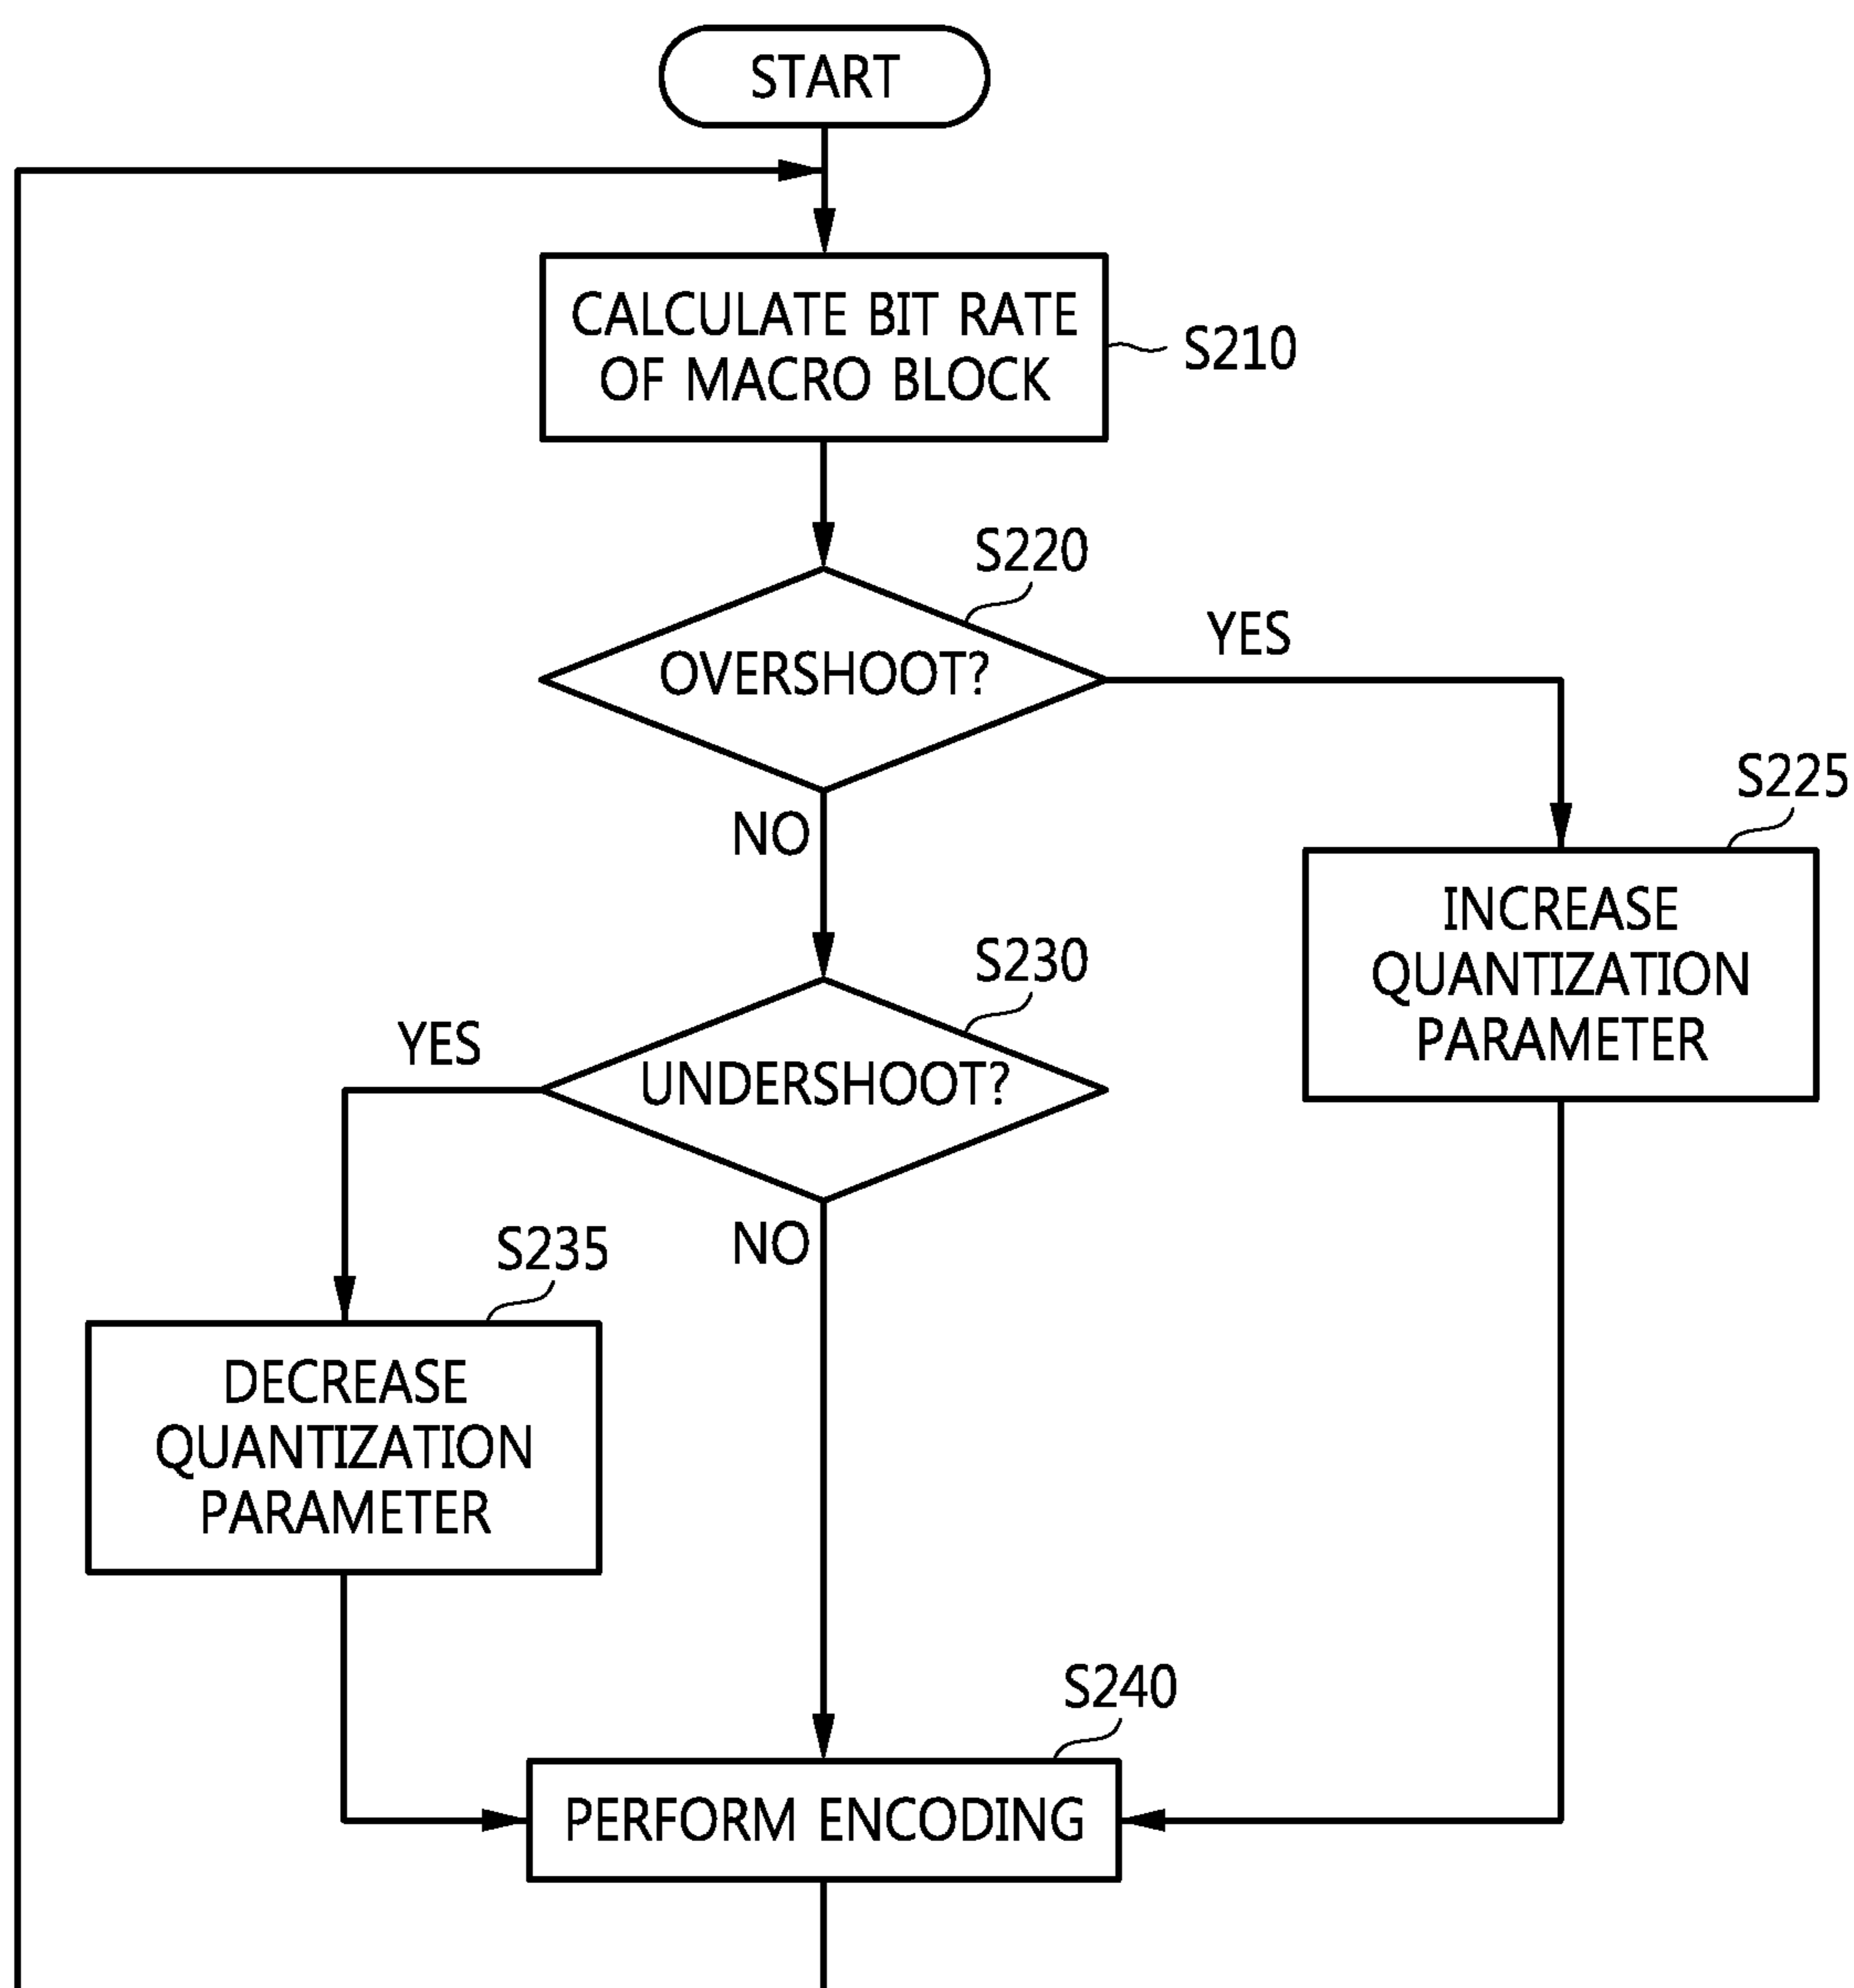 START
CALCULATE BIT RATE
OF MACRO BLOCK
S210
S220
OVERSHOOT?
YES
NO
S225
INCREASE
QUANTIZATION
PARAMETER
S230
YES
UNDERSHOOT?
NO
S235
DECREASE
QUANTIZATION
PARAMETER
S240
PERFORM ENCODING